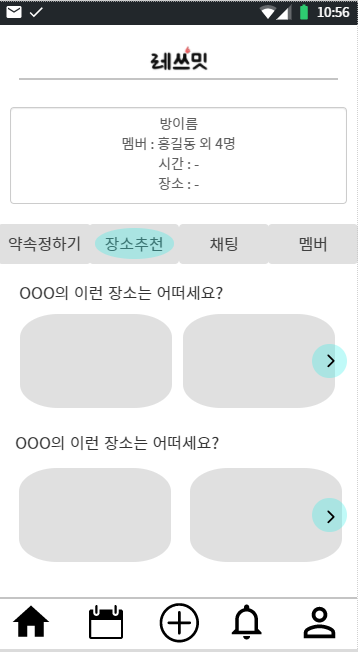 10:56
레쓰밋
방이름
멤버 : 홍길동 외 4명
시간 : -
장소 : -
약속정하기 장소추천 채팅 멤버
OOO의 이런 장소는 어떠세요?
OOO의 이런 장소는 어떠세요?